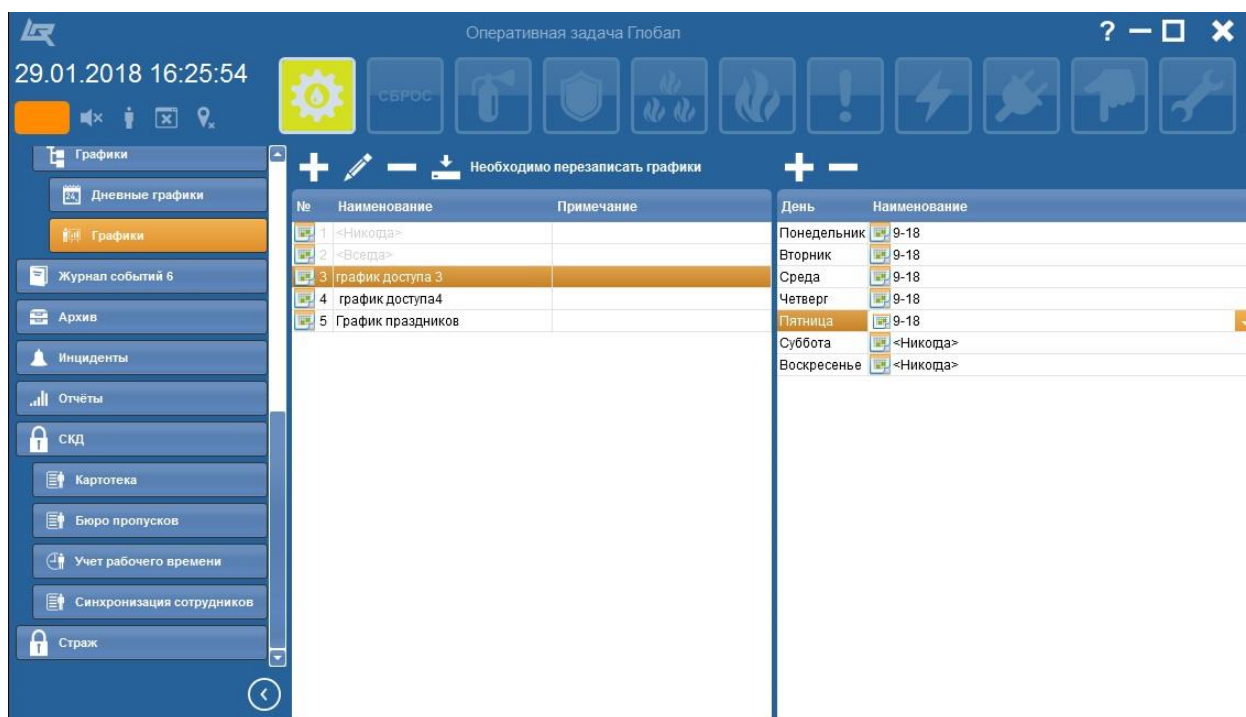 Оперативная задача Глобал
?
29.01.2018 16:25:54
СБРОС
Графики
Дневные графики
Графики
Журнал событий 6
Архив
Инциденты
Отчёты
СКД
Картотека
Бюро пропусков
Учет рабочего времени
Синхронизация сотрудников
Страж
Необходимо перезаписать графики
№ Наименование Примечание
1 <Никогда>
2 <Всегда>
3 график доступа 3
4 график доступа4
5 График праздников
День Наименование
Понедельник 9-18
Вторник 9-18
Среда 9-18
Четверг 9-18
Пятница 9-18
Суббота <Никогда>
Воскресенье <Никогда>